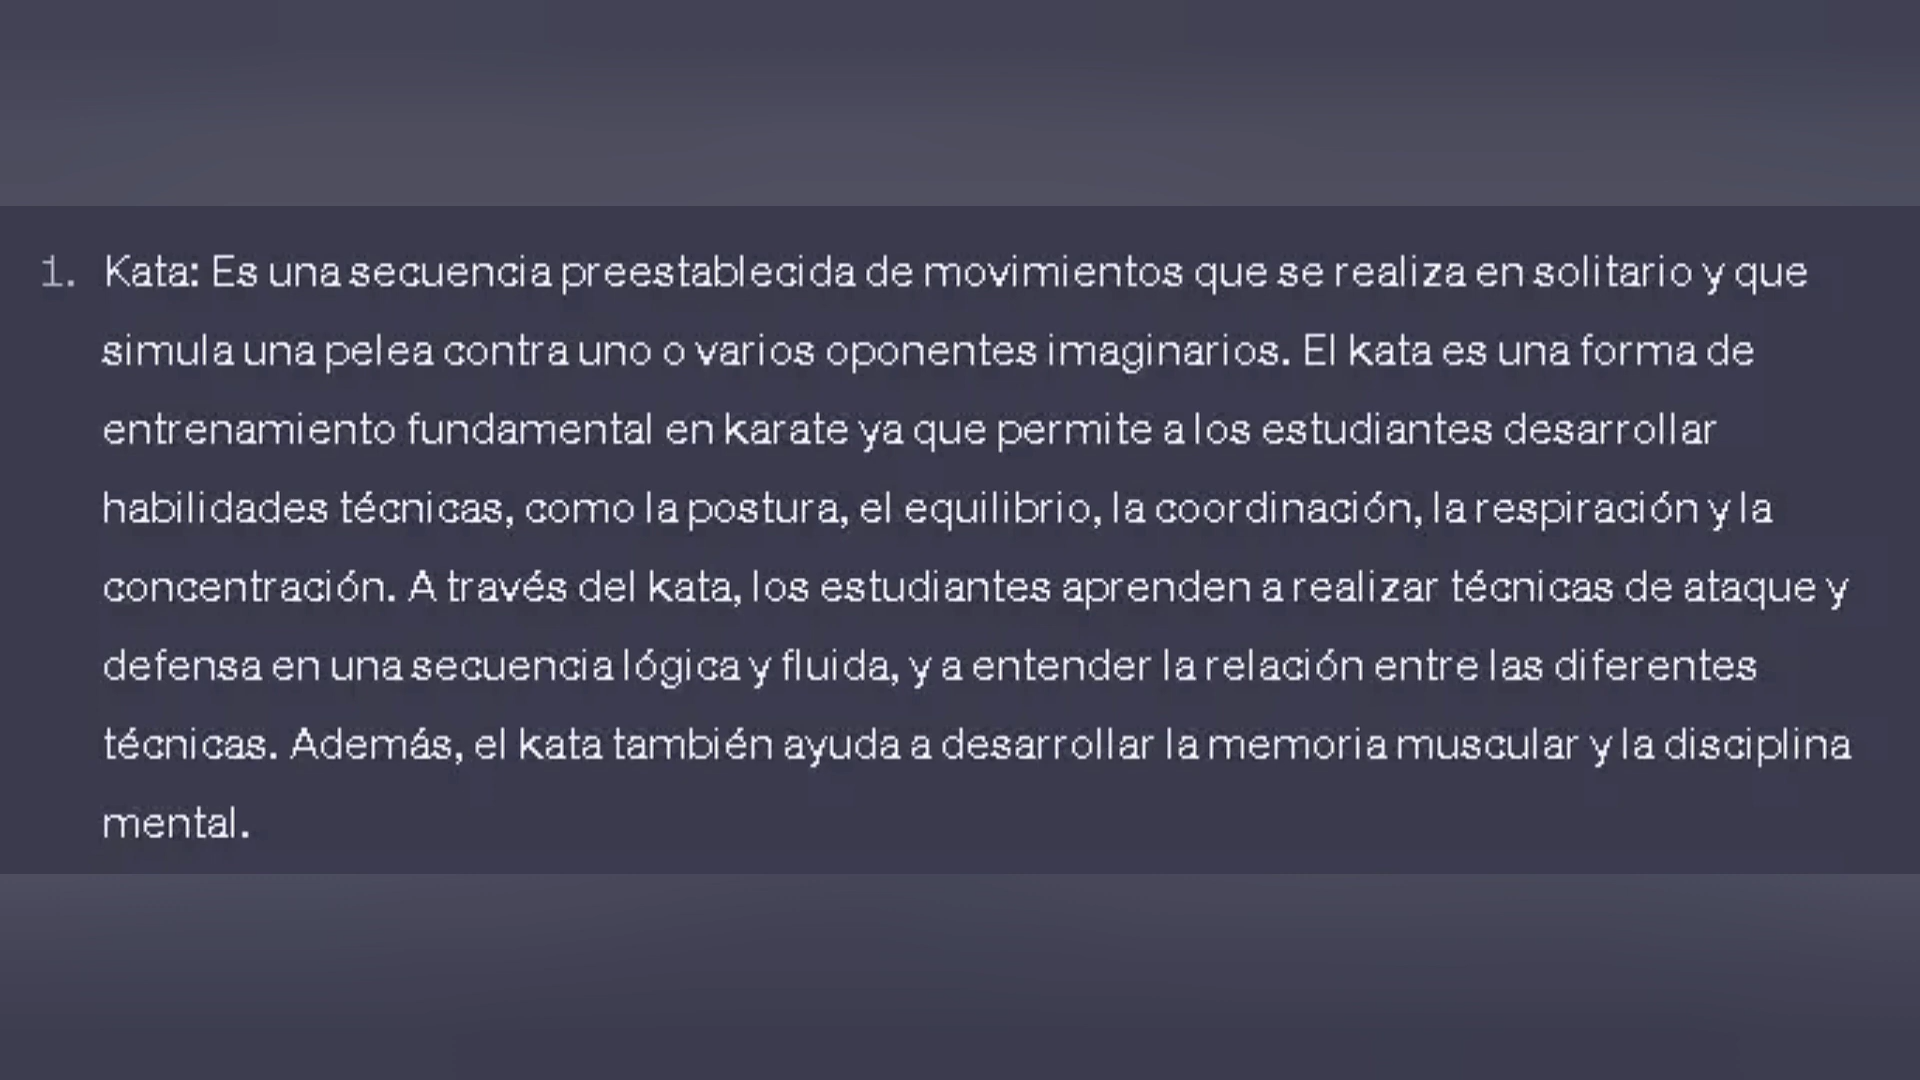 1. Kata: Es una secuencia preestablecida de movimientos que se realiza en solitario y que
simula una pelea contra uno o varios oponentes imaginarios. El kata es una forma de
entrenamiento fundamental en karate ya que permite a los estudiantes desarrollar
habilidades técnicas, como la postura, el equilibrio, la coordinación, la respiración y la
concentración. A través del kata, los estudiantes aprenden a realizar técnicas de ataque y
defensa en una secuencia lógica y fluida, y a entender la relación entre las diferentes
técnicas. Además, el kata también ayuda a desarrollar la memoria muscular y la disciplina
mental.